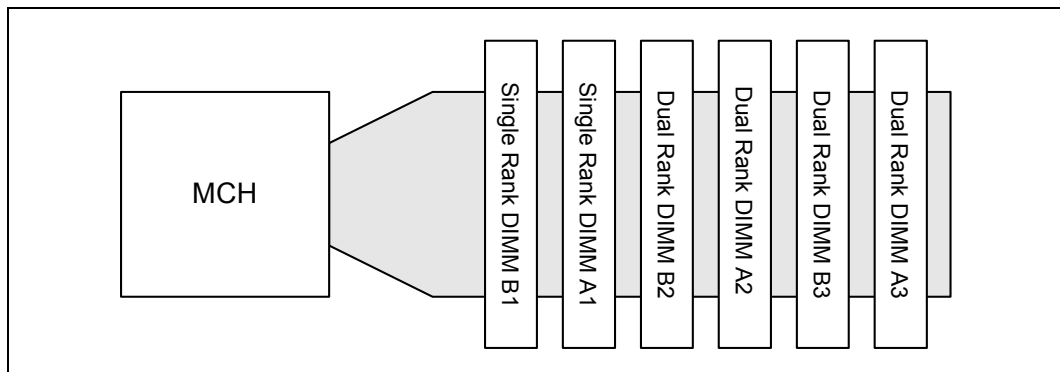 MCH
Single Rank DIMM B1
Single Rank DIMM A1
Dual Rank DIMM B2
Dual Rank DIMM A2
Dual Rank DIMM B3
Dual Rank DIMM A3